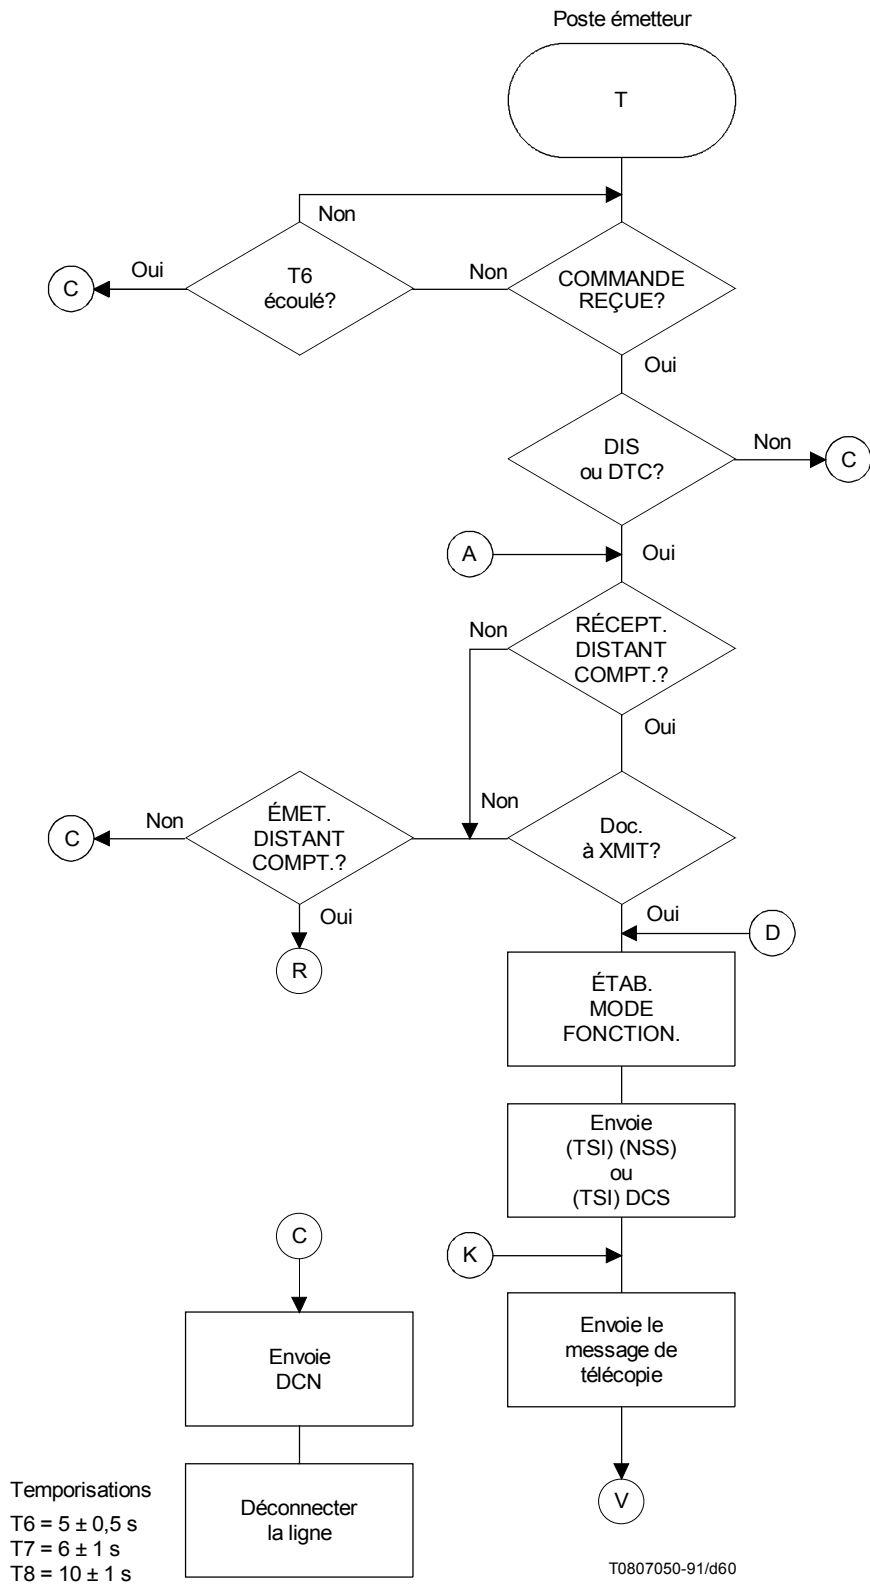 Poste émetteur
T
Non
Oui
T6
écoulé?
Non
COMMANDE
REÇUE?
C
Oui
DIS
ou DTC?
Non
C
A
Oui
Non
RÉCEPT.
DISTANT
COMPT.?
Oui
Non
C
Non
ÉMET.
DISTANT
COMPT.?
Doc.
à XMIT?
Oui
Oui
D
R
ÉTAB.
MODE
FONCTION.
Envoie
(TSI) (NSS)
ou
(TSI) DCS
C
K
Envoie
DCN
Envoie le
message de
télécopie
Temporisations
T6 = 5 ± 0,5 s
T7 = 6 ± 1 s
T8 = 10 ± 1 s
Déconnecter
la ligne
V
T0807050-91/d60